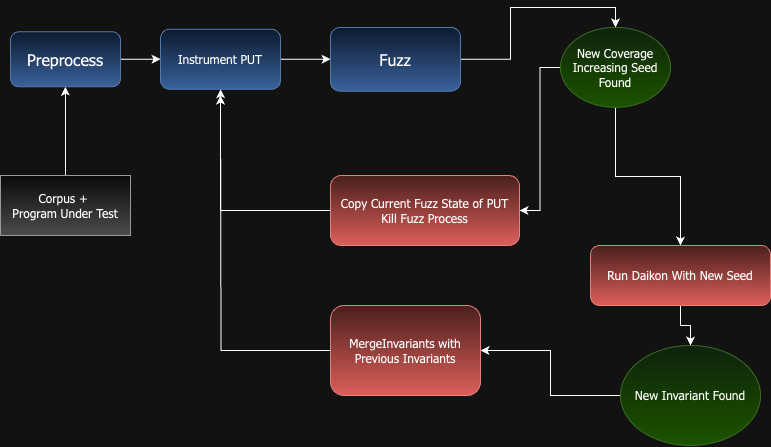 Preprocess
Instrument PUT
Fuzz
New Coverage
Increasing Seed
Found
Corpus +
Program Under Test
Copy Current Fuzz State of PUT
Kill Fuzz Process
Run Daikon With New Seed
MergeInvariants with
Previous Invariants
New Invariant Found